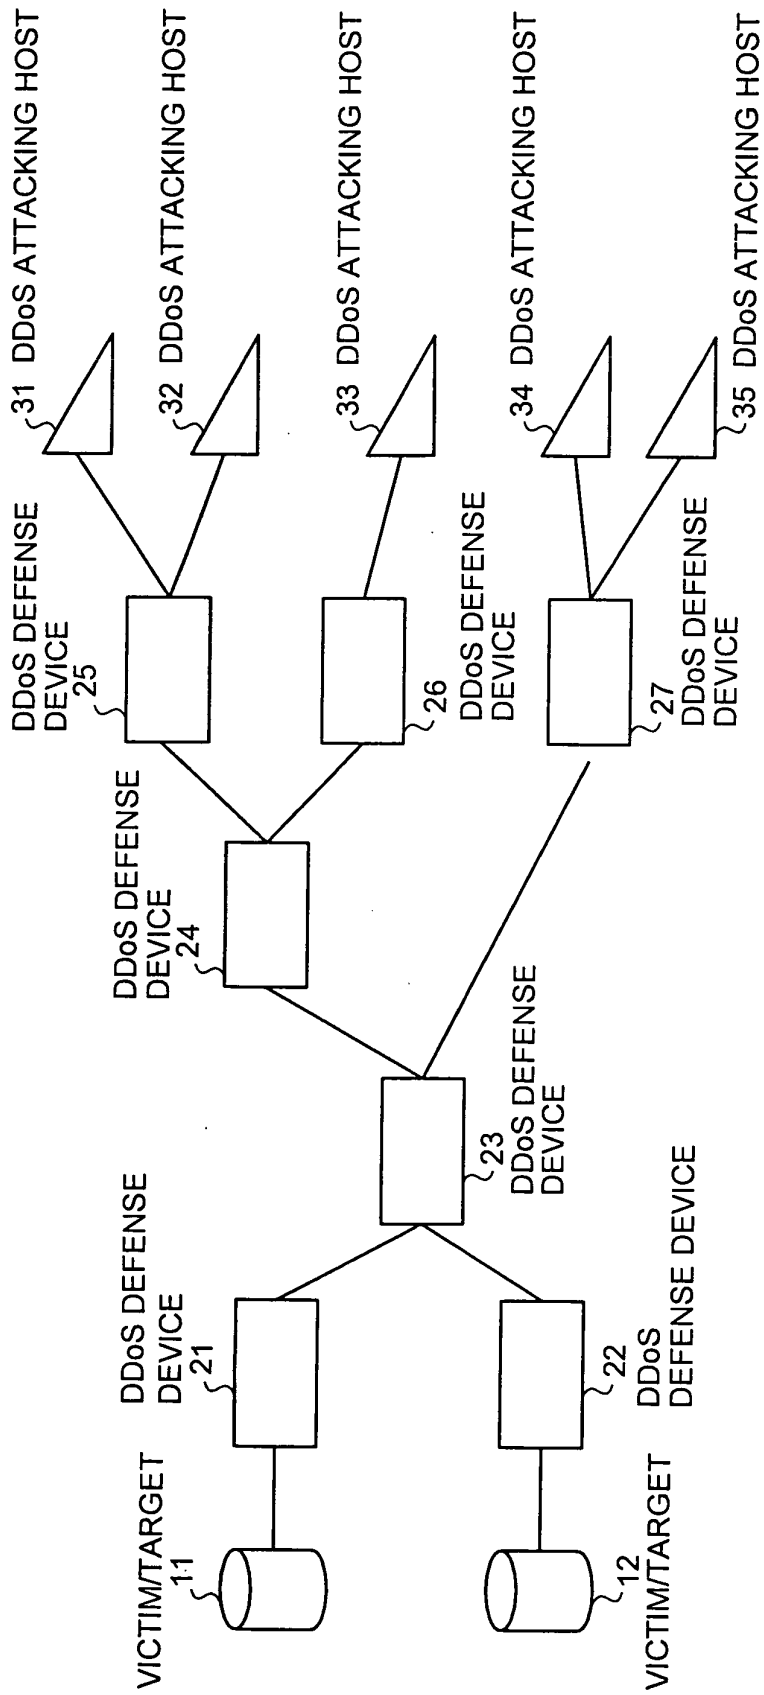 VICTIM/TARGET
11
DDoS DEFENSE
DEVICE
21
DDoS DEFENSE
DEVICE
24
DDoS DEFENSE
DEVICE
25
31 DDoS ATTACKING HOST
32 DDoS ATTACKING HOST
33 DDoS ATTACKING HOST
26
DDoS DEFENSE
DEVICE
34 DDoS ATTACKING HOST
23
DDoS DEFENSE
DEVICE
12
VICTIM/TARGET
22
DDoS
DEFENSE DEVICE
27
DDoS DEFENSE
DEVICE
35 DDoS ATTACKING HOST